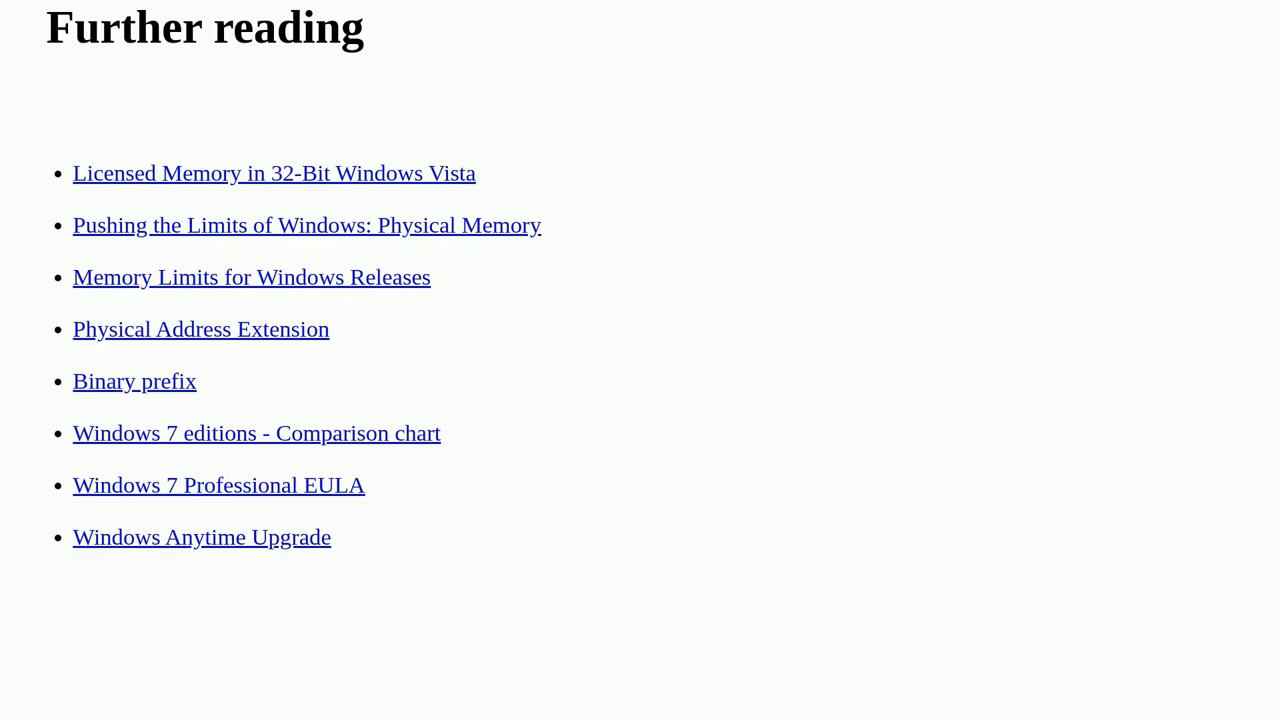 Further reading
Licensed Memory in 32-Bit Windows Vista
Pushing the Limits of Windows: Physical Memory
Memory Limits for Windows Releases
Physical Address Extension
Binary prefix
Windows 7 editions - Comparison chart
Windows 7 Professional EULA
Windows Anytime Upgrade